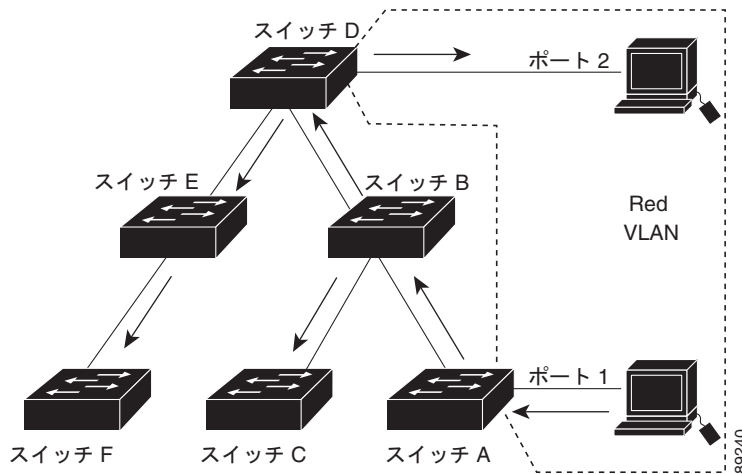 スイッチ D
ポート 2
スイッチ E
スイッチ B
Red
VLAN
ポート 1
スイッチ F
スイッチ C
スイッチ A
89240